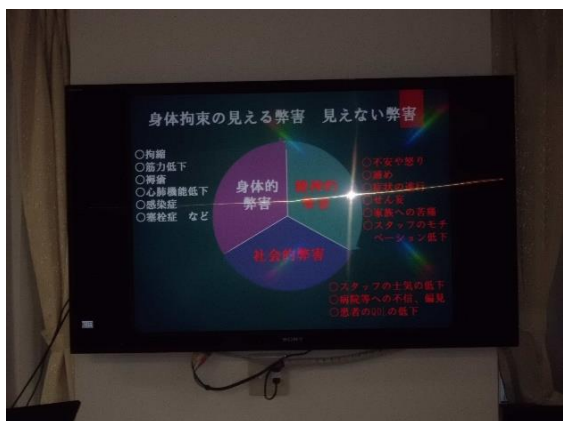 身体拘束の見える弊害　見えない弊害
○拘縮
○筋力低下
○褥瘡
○心肺機能低下
○感染症
○塞栓症　など
身体的
弊害
社会的弊害
○不安や怒り
○諦め
○せん妄
○家族への苦痛
○スタッフのモチ
ベーション低下
○スタッフの士気の低下
○病院等への不信、偏見
○患者のQOLの低下
SONY